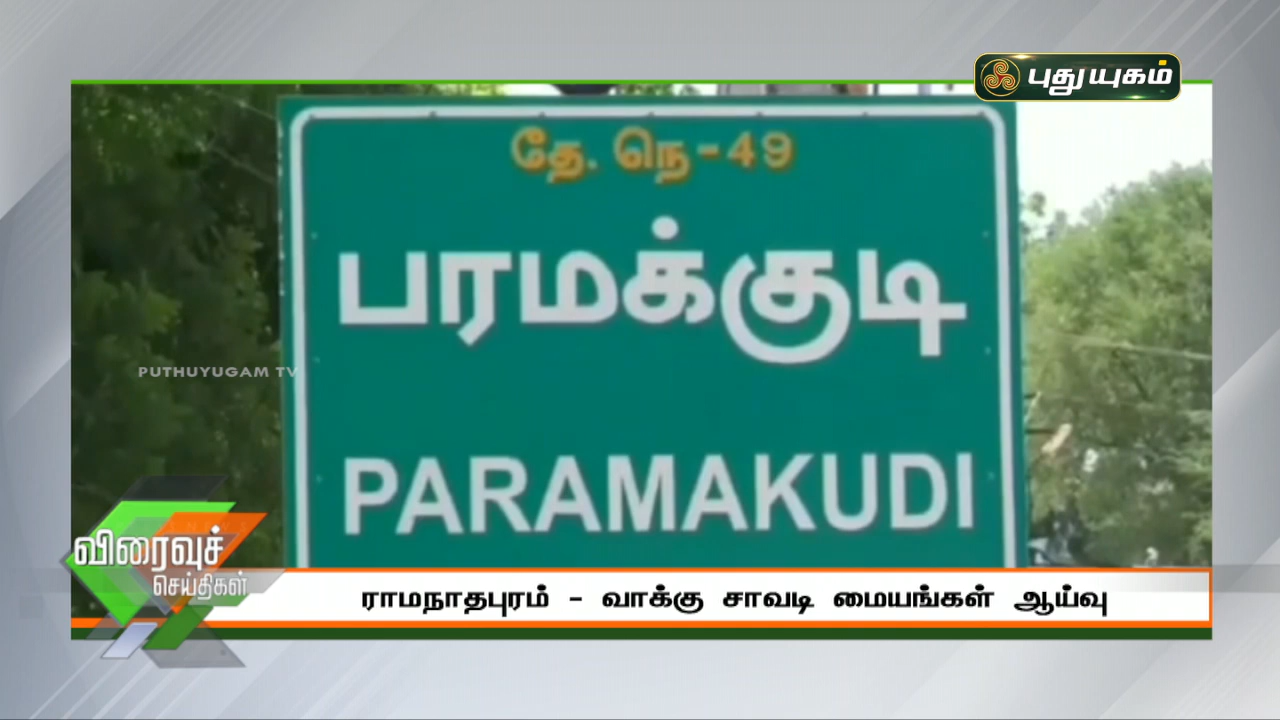 புதுயுகம்
தே. நெ - 49
பரமக்குடி
PUTHUYUGAM TV
PARAMAKUDI
விரைவுச்
செய்திகள்
ராமநாதபுரம் - வாக்கு சாவடி மையங்கள் ஆய்வு